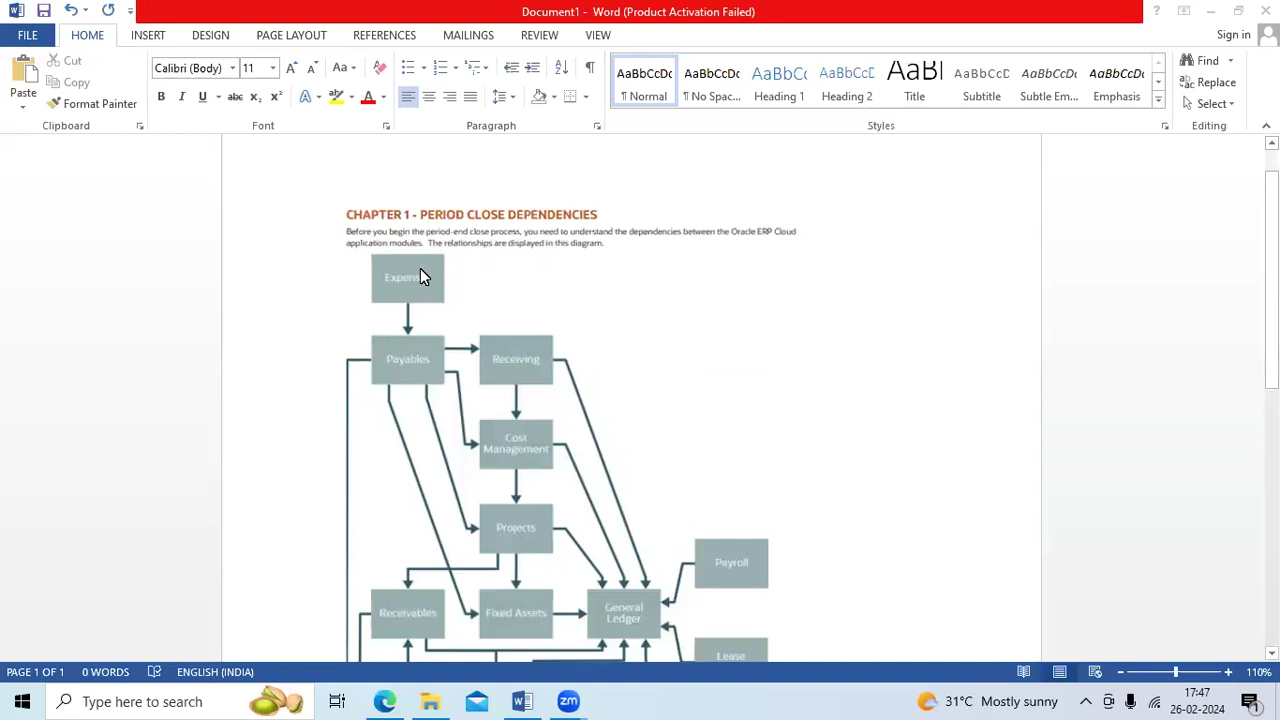 Document1 - Word (Product Activation Failed)
FILE HOME INSERT DESIGN PAGE LAYOUT REFERENCES MAILINGS REVIEW VIEW Sign in
Paste
Cut
Copy
Format Painter
Clipboard
Calibri (Body) 11
Font
Paragraph
AaBbCcDc AaBbCcDc AaBbCc AaBbCcD AaBl AaBbCcD AaBbCcDc AaBbCcDc
¶ Normal ¶ No Spac... Heading 1 Heading 2 Title Subtitle Subtle Em... Emphasis
Styles
Find
Replace
Select
Editing
CHAPTER 1 - PERIOD CLOSE DEPENDENCIES
Before you begin the period-end close process, you need to understand the dependencies between the Oracle ERP Cloud
application modules. The relationships are displayed in this diagram.
Payables
Receiving
Cost
Management
Projects
Payroll
Receivables
Fixed Assets
General
Ledger
Lease
PAGE 1 OF 1 0 WORDS ENGLISH (INDIA) 110%
Type here to search
31°C Mostly sunny
17:47
26-02-2024